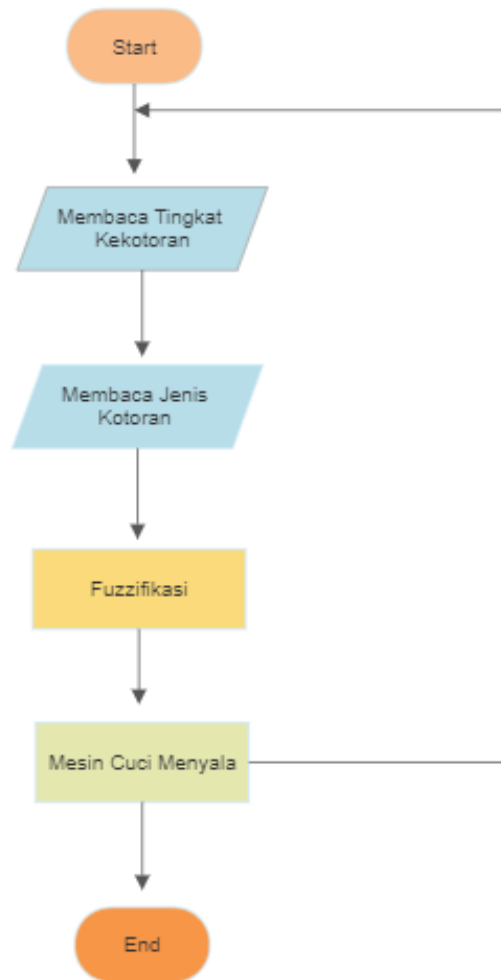 Start
Membaca Tingkat
Kekotoran
Membaca Jenis
Kotoran
Fuzzifikasi
Mesin Cuci Menyala
End